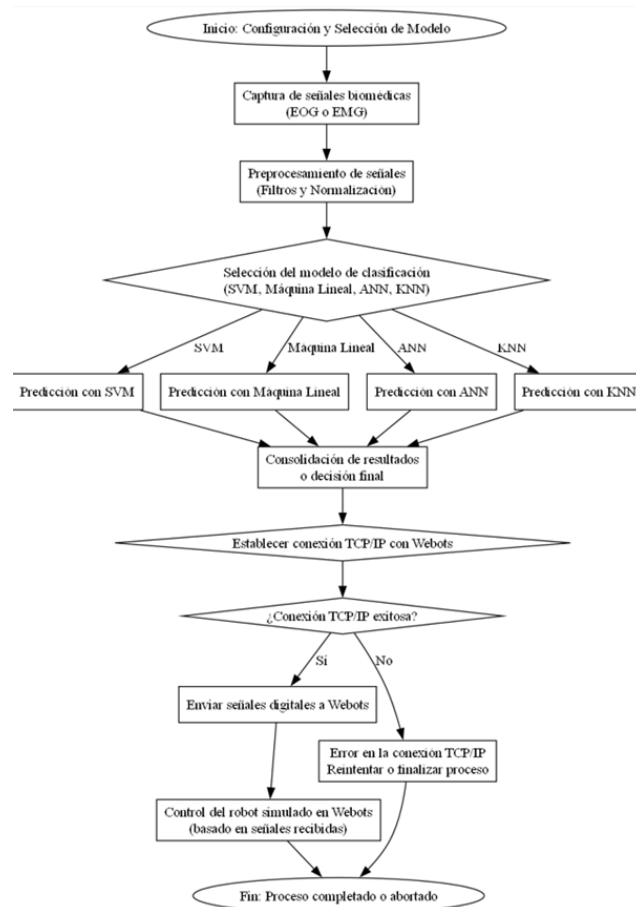 Inicio: Configuración y Selección de Modelo
Captura de señales biomédicas
(EOG o EMG)
Preprocesamiento de señales
(Filtros y Normalización)
Selección del modelo de clasificación
(SVM, Máquina Lineal, ANN, KNN)
SVM
Máquina Lineal
ANN
KNN
Predicción con SVM
Predicción con Máquina Lineal
Predicción con ANN
Predicción con KNN
Consolidación de resultados
o decisión final
Establecer conexión TCP/IP con Webots
¿Conexión TCP/IP exitosa?
Sí
No
Enviar señales digitales a Webots
Error en la conexión TCP/IP
Reintentar o finalizar proceso
Control del robot simulado en Webots
(basado en señales recibidas)
Fin: Proceso completado o abortado